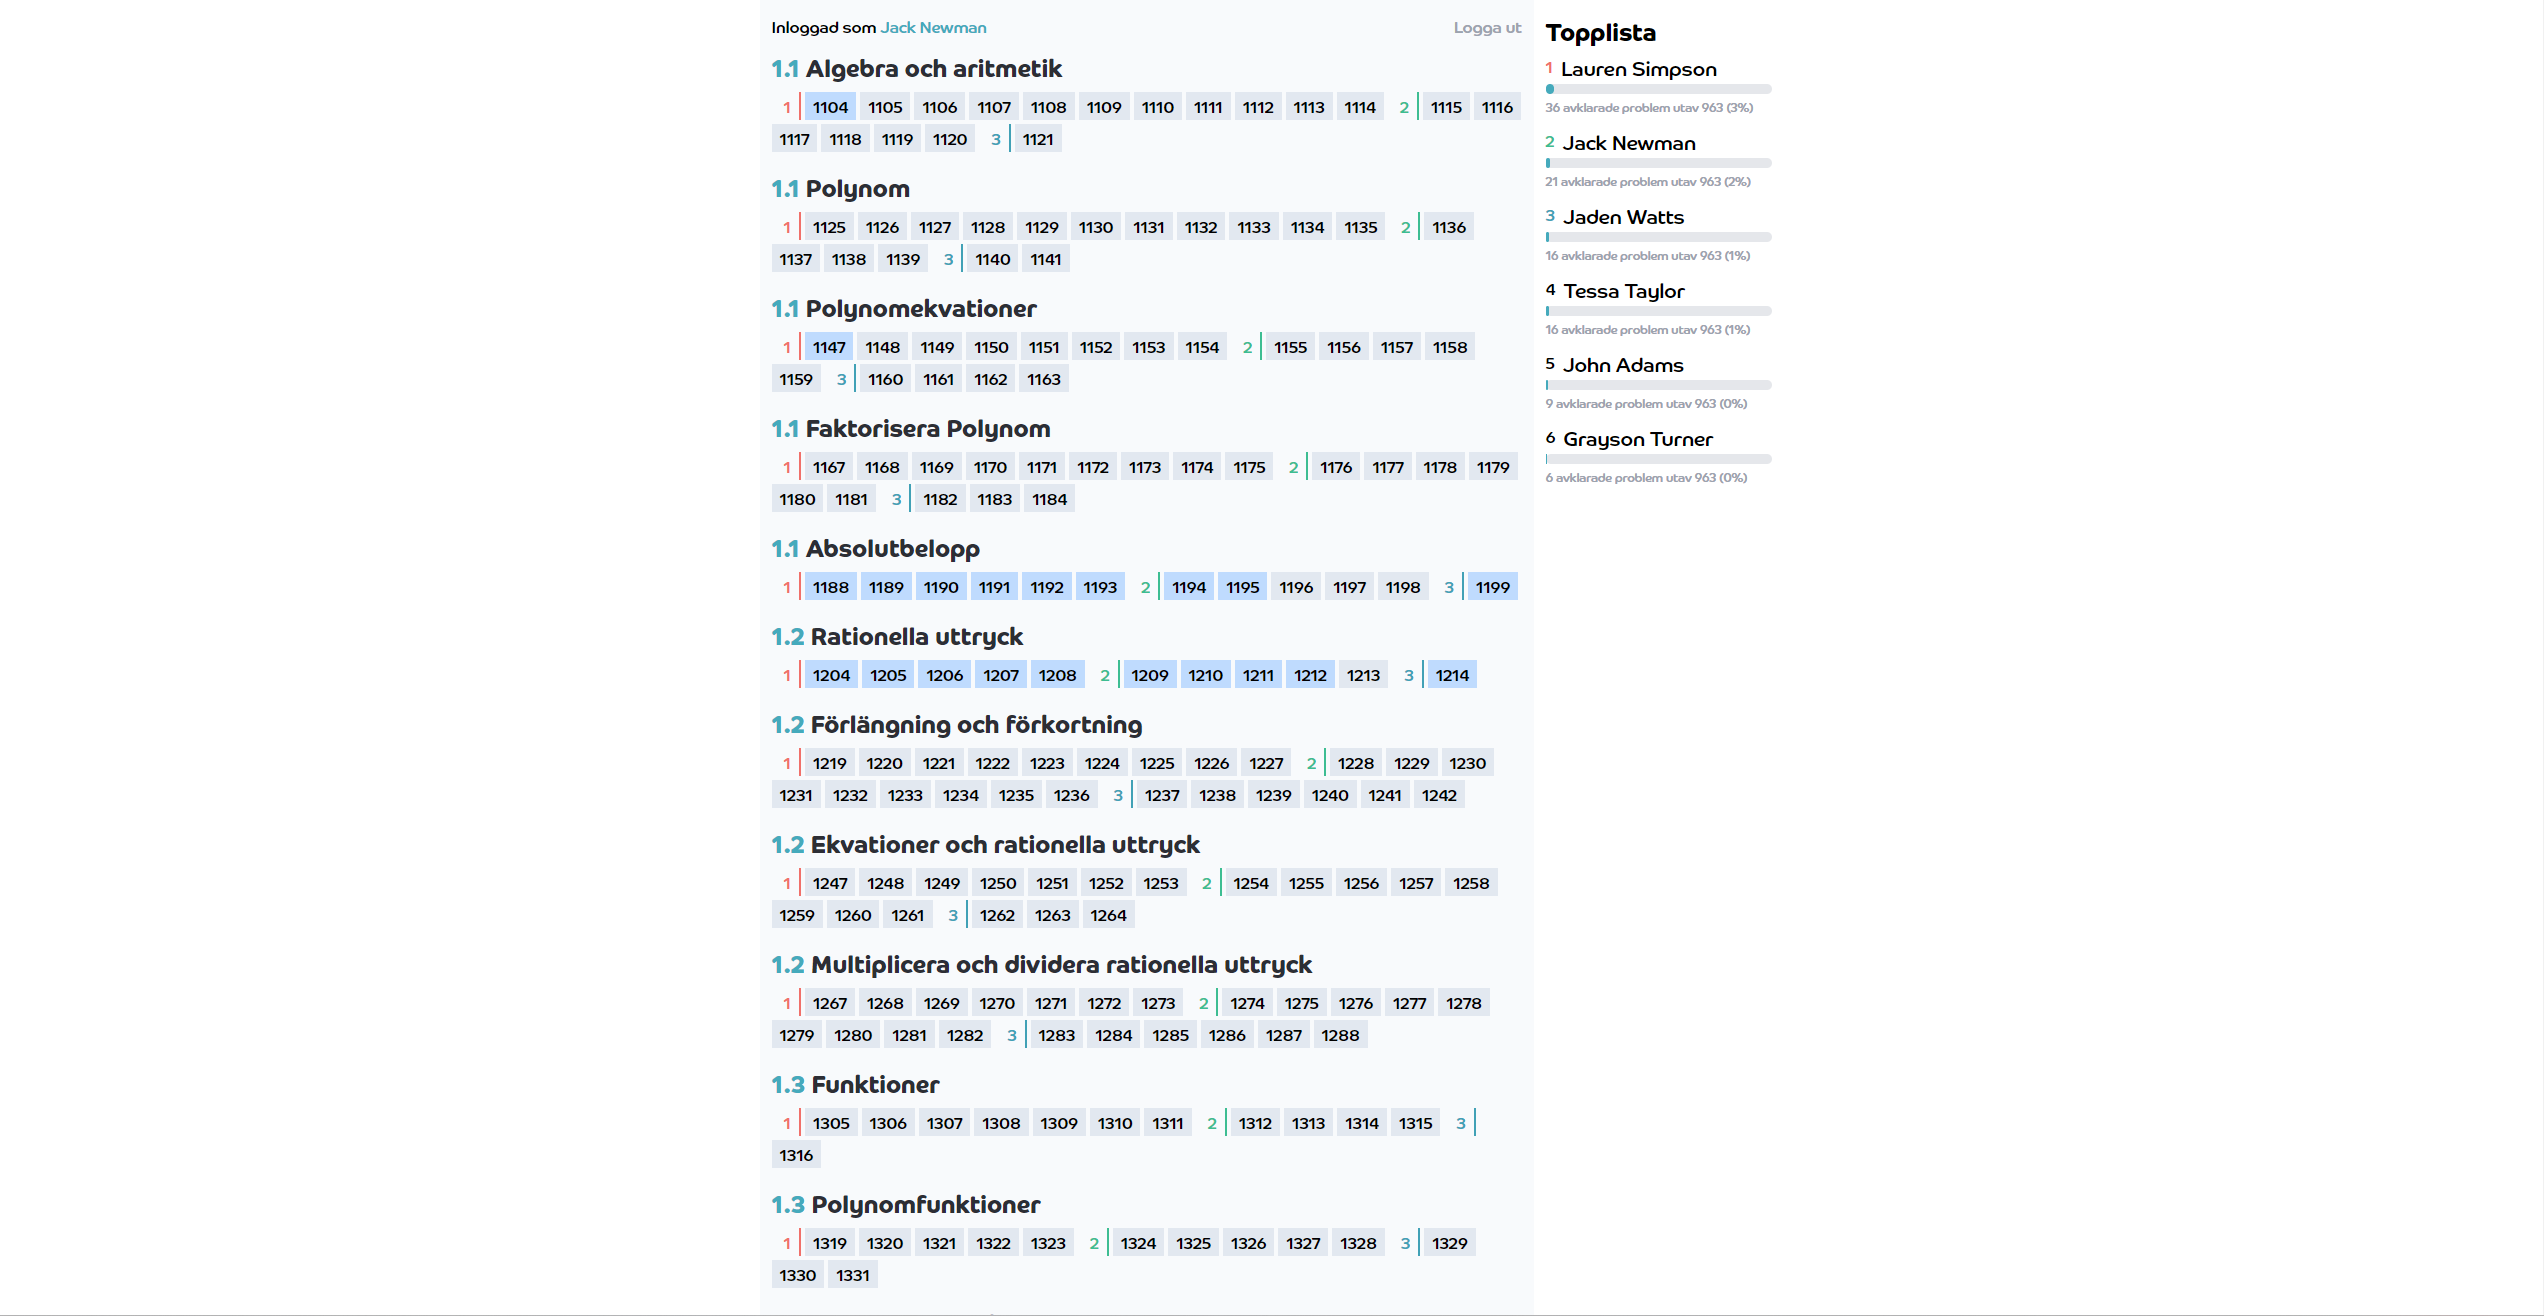 Inloggad som Jack Newman Logga ut
1.1 Algebra och aritmetik
1 1104 1105 1106 1107 1108 1109 1110 1111 1112 1113 1114 2 1115 1116
1117 1118 1119 1120 3 1121
1.1 Polynom
1 1125 1126 1127 1128 1129 1130 1131 1132 1133 1134 1135 2 1136
1137 1138 1139 3 1140 1141
1.1 Polynomekvationer
1 1147 1148 1149 1150 1151 1152 1153 1154 2 1155 1156 1157 1158
1159 3 1160 1161 1162 1163
1.1 Faktorisera Polynom
1 1167 1168 1169 1170 1171 1172 1173 1174 1175 2 1176 1177 1178 1179
1180 1181 3 1182 1183 1184
1.1 Absolutbelopp
1 1188 1189 1190 1191 1192 1193 2 1194 1195 1196 1197 1198 3 1199
1.2 Rationella uttryck
1 1204 1205 1206 1207 1208 2 1209 1210 1211 1212 1213 3 1214
1.2 Förlängning och förkortning
1 1219 1220 1221 1222 1223 1224 1225 1226 1227 2 1228 1229 1230
1231 1232 1233 1234 1235 1236 3 1237 1238 1239 1240 1241 1242
1.2 Ekvationer och rationella uttryck
1 1247 1248 1249 1250 1251 1252 1253 2 1254 1255 1256 1257 1258
1259 1260 1261 3 1262 1263 1264
1.2 Multiplicera och dividera rationella uttryck
1 1267 1268 1269 1270 1271 1272 1273 2 1274 1275 1276 1277 1278
1279 1280 1281 1282 3 1283 1284 1285 1286 1287 1288
1.3 Funktioner
1 1305 1306 1307 1308 1309 1310 1311 2 1312 1313 1314 1315 3
1316
1.3 Polynomfunktioner
1 1319 1320 1321 1322 1323 2 1324 1325 1326 1327 1328 3 1329
1330 1331
Topplista
1 Lauren Simpson
36 avklarade problem utav 963 (3%)
2 Jack Newman
21 avklarade problem utav 963 (2%)
3 Jaden Watts
16 avklarade problem utav 963 (1%)
4 Tessa Taylor
16 avklarade problem utav 963 (1%)
5 John Adams
9 avklarade problem utav 963 (0%)
6 Grayson Turner
6 avklarade problem utav 963 (0%)